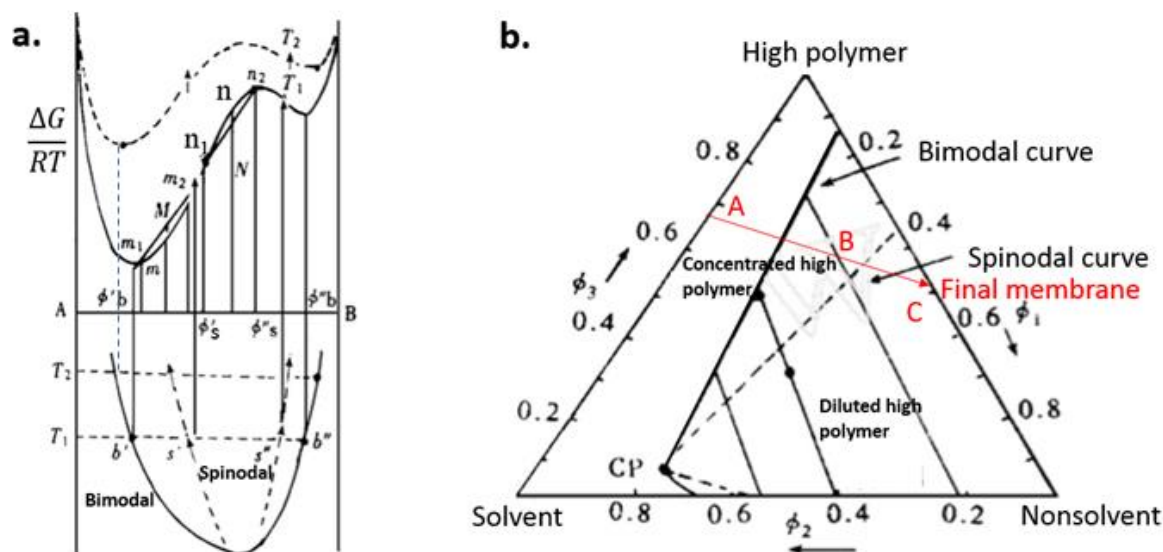 a.
T₂
T₁
n₂
n
n₁
N
m₂
M
m₁
m
ΔG
RT
A
ϕ'b
ϕ's
ϕ"s
ϕ"b
B
T₂
T₁
b'
s'
s"
b"
Spinodal
Bimodal
b.
High polymer
0.2
0.8
Bimodal curve
A
0.4
0.6
B
Spinodal curve
Concentrated high
polymer
ϕ₃
Final membrane
C
0.6
ϕ₁
0.4
Diluted high
polymer
0.2
0.8
CP
Solvent
0.8
0.6
ϕ₂
0.4
0.2
Nonsolvent